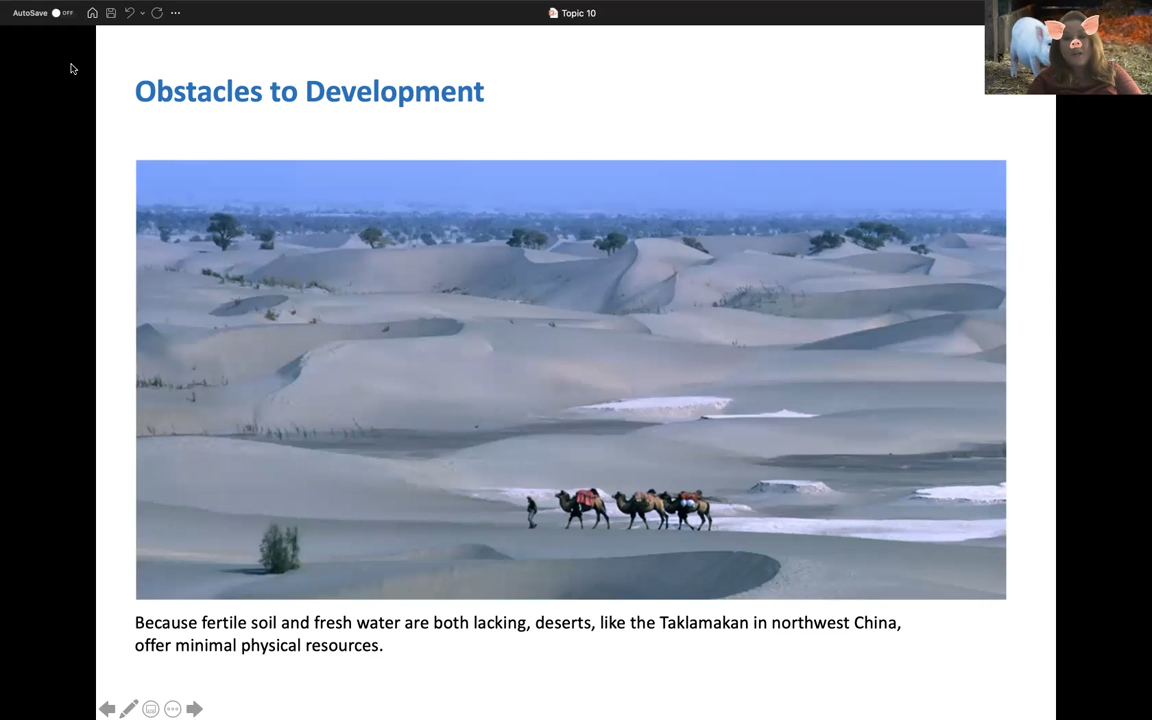 AutoSave OFF
Topic 10
Obstacles to Development
Because fertile soil and fresh water are both lacking, deserts, like the Taklamakan in northwest China,
offer minimal physical resources.